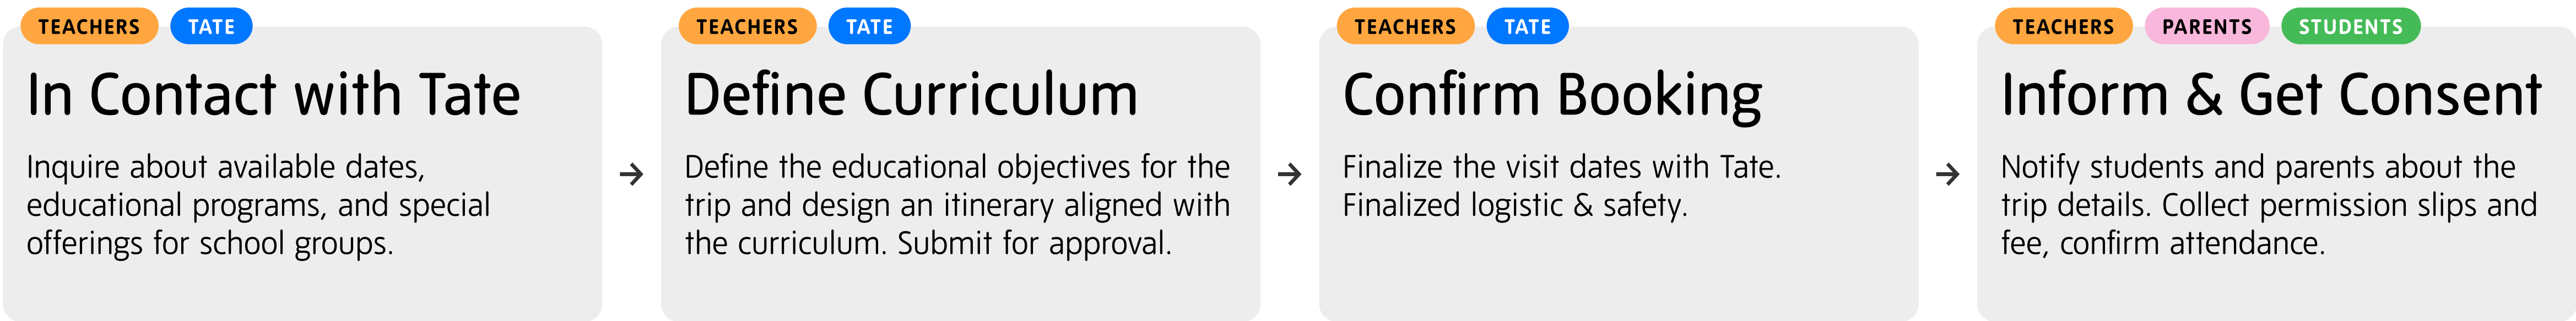 TEACHERS TATE
In Contact with Tate
Inquire about available dates,
educational programs, and special
offerings for school groups.
→
TEACHERS TATE
Define Curriculum
Define the educational objectives for the
trip and design an itinerary aligned with
the curriculum. Submit for approval.
→
TEACHERS TATE
Confirm Booking
Finalize the visit dates with Tate.
Finalized logistic & safety.
→
TEACHERS PARENTS STUDENTS
Inform & Get Consent
Notify students and parents about the
trip details. Collect permission slips and
fee, confirm attendance.